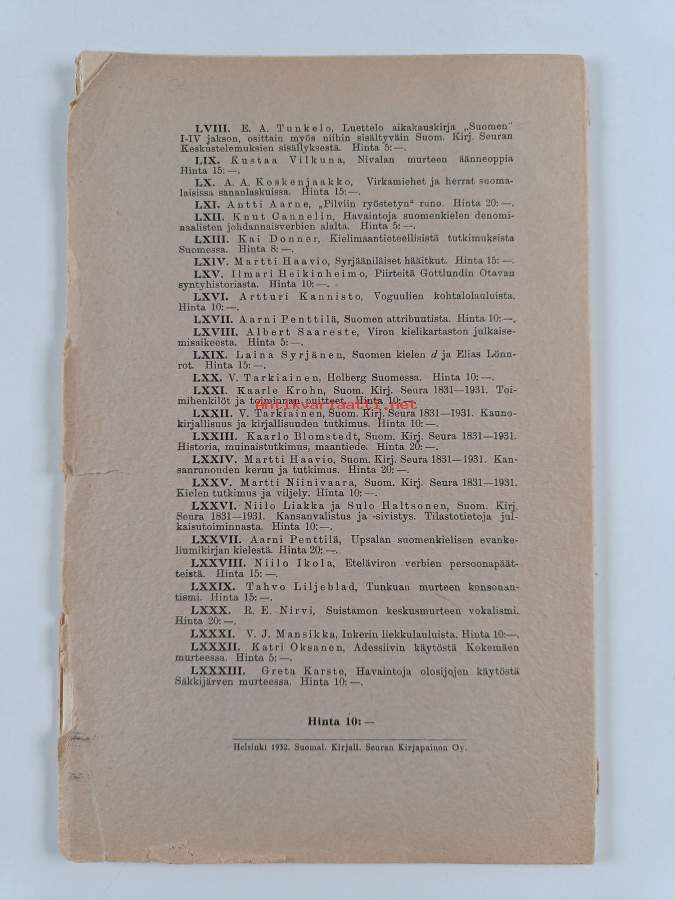 LVIII. E. A. Tunkelo, Luettelo aikakauskirja „Suomen"
I-IV jakson, osittain myös niihin sisältyväin Suom. Kirj. Seuran
Keskustelemuksien sisällyksestä. Hinta 5: —.
LIX. Kustaa Vilkuna, Nivalan murteen äänneoppia
Hinta 15: —.
LX. A. A. Koskenjaakko, Virkamiehet ja herrat suoma-
laisissa sananlaskuissa. Hinta 15: —.
LXI. Antti Aarne, „Pilviin ryöstetyn" runo. Hinta 20: —.
LXII. Knut Cannelin, Havaintoja suomenkielen denomi-
naalisten johdannaisverbien alalta. Hinta 5: —.
LXIII. Kai Donner, Kielimaantieteellisistä tutkimuksista
Suomessa. Hinta 8: —.
LXIV. Martti Haavio, Syrjääniläiset hääitkut. Hinta 15: —.
LXV. Ilmari Heikinheimo, Piirteitä Gottlundin Otavan
syntyhistoriasta. Hinta 10: —.
LXVI. Artturi Kannisto, Voguulien kohtalolauluista.
Hinta 10: —.
LXVII. Aarni Penttilä, Suomen attribuutista. Hinta 10: —.
LXVIII. Albert Saareste, Viron kielikartaston julkaise-
misaikeesta. Hinta 5: —.
LXIX. Laina Syrjänen, Suomen kielen d ja Elias Lönn-
rot. Hinta 15: —.
LXX. V. Tarkiainen, Holberg Suomessa. Hinta 10: —.
LXXI. Kaarle Krohn, Suom. Kirj. Seura 1831-1931. Toi-
mihenkilöt ja toiminnan puitteet. Hinta 10: —.
Antikvariaatti.net
LXXII. V. Tarkiainen, Suom. Kirj. Seura 1831—1931. Kauno-
kirjallisuus ja kirjallisuuden tutkimus. Hinta 10: —.
LXXIII. Kaarlo Blomstedt, Suom. Kirj. Seura 1831—1931.
Historia, muinaistutkimus, maantiede. Hinta 20: —.
LXXIV. Martti Haavio, Suom. Kirj. Seura 1831—1931. Kan-
sanrunouden keruu ja tutkimus. Hinta 20: —.
LXXV. Martti Niinivaara, Suom. Kirj. Seura 1831—1931.
Kielen tutkimus ja viljely. Hinta 10: —.
LXXVI. Niilo Liakka ja Sulo Haltsonen, Suom. Kirj.
Seura 1831—1931. Kansanvalistus ja -sivistys. Tilastotietoja jul-
kaisutoiminnasta. Hinta 10: —.
LXXVII. Aarni Penttilä, Upsalan suomenkielisen evanke-
liumikirjan kielestä. Hinta 20: —.
LXXVIII. Niilo Ikola, Eteläviron verbien persoonapäät-
teistä. Hinta 15: —.
LXXIX. Tahvo Liljeblad, Tunkuan murteen konsonan-
tismi. Hinta 15: —.
LXXX. R. E. Nirvi, Suistamon keskusmurteen vokalismi.
Hinta 20: —.
LXXXI. V. J. Mansikka, Inkerin liekkulauluista. Hinta 10: —.
LXXXII. Katri Oksanen, Adessiivin käytöstä Kokemäen
murteessa. Hinta 5: —.
LXXXIII. Greta Karste, Havaintoja olosijojen käytöstä
Säkkijärven murteessa. Hinta 10: —.
Hinta 10: —
Helsinki 1932. Suomal. Kirjall. Seuran Kirjapainon Oy.